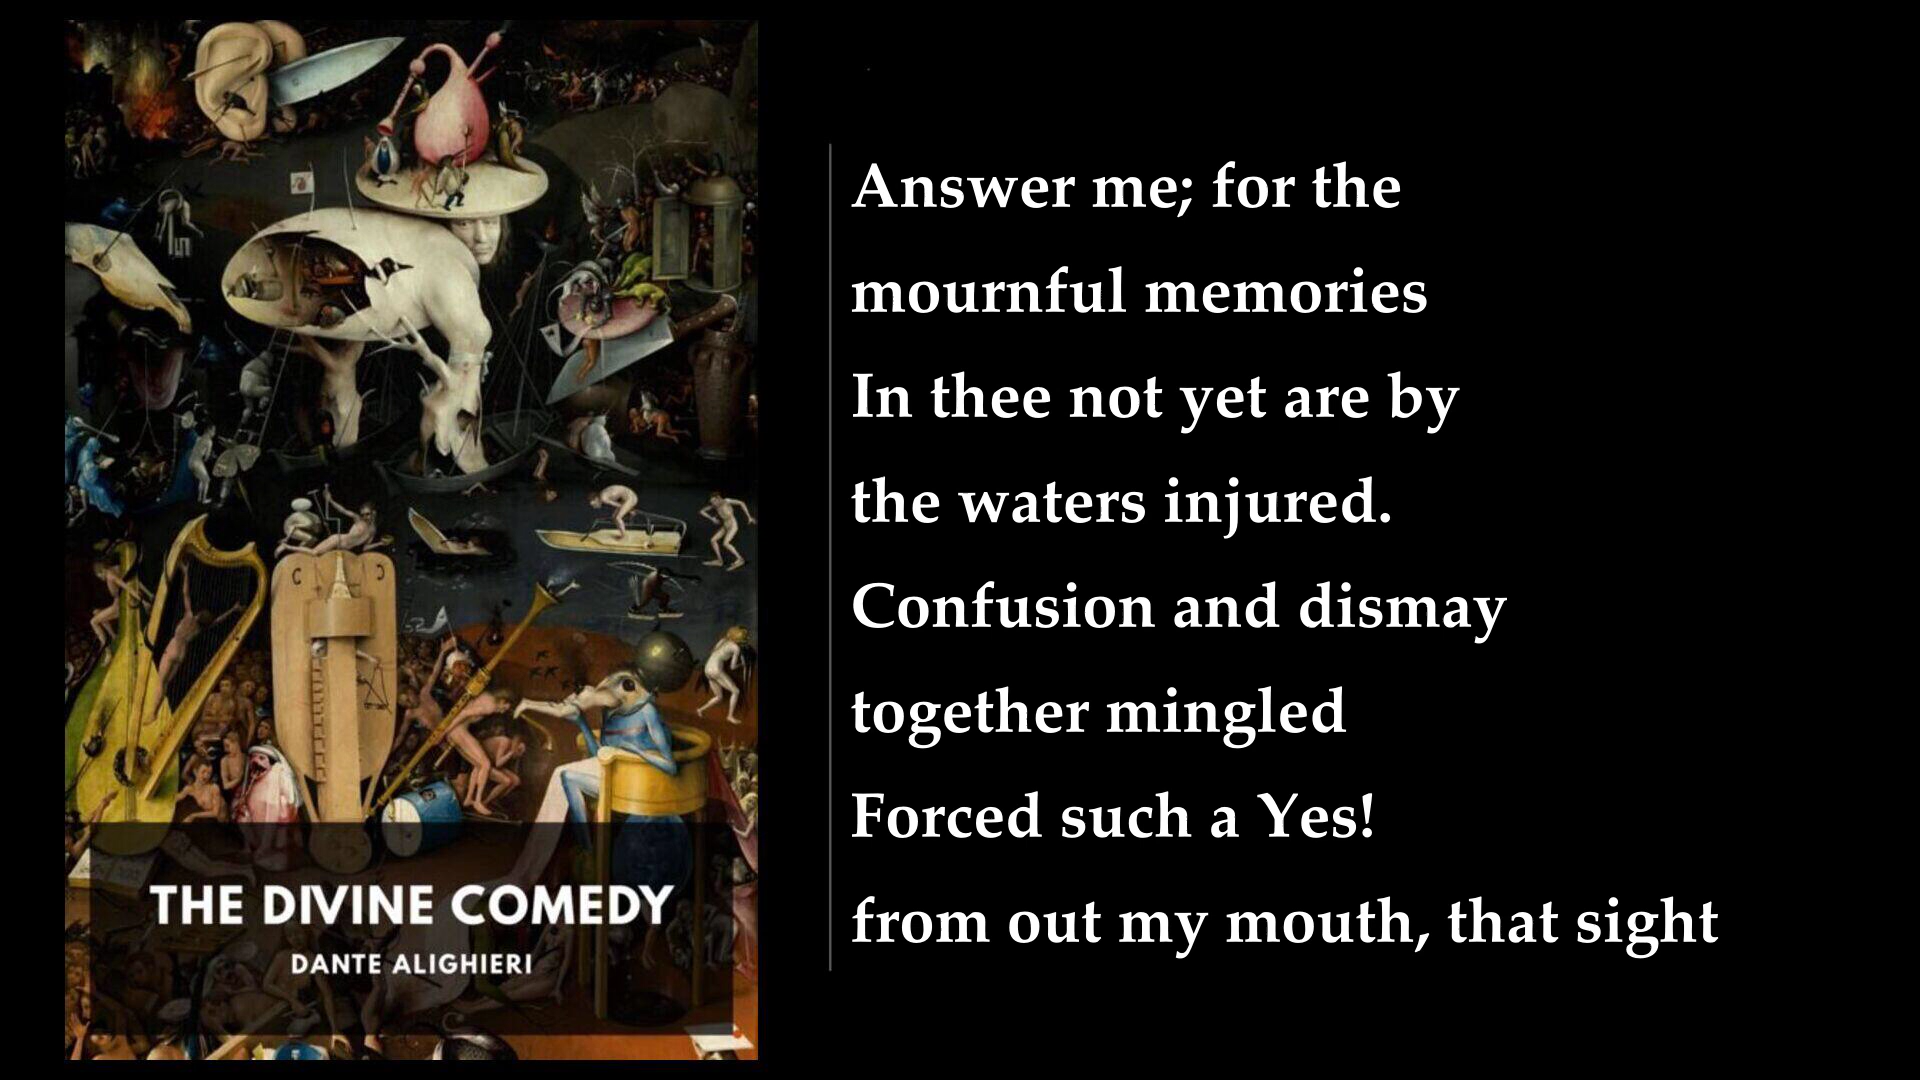 THE DIVINE COMEDY
DANTE ALIGHIERI
Answer me; for the
mournful memories
In thee not yet are by
the waters injured.
Confusion and dismay
together mingled
Forced such a Yes!
from out my mouth, that sight